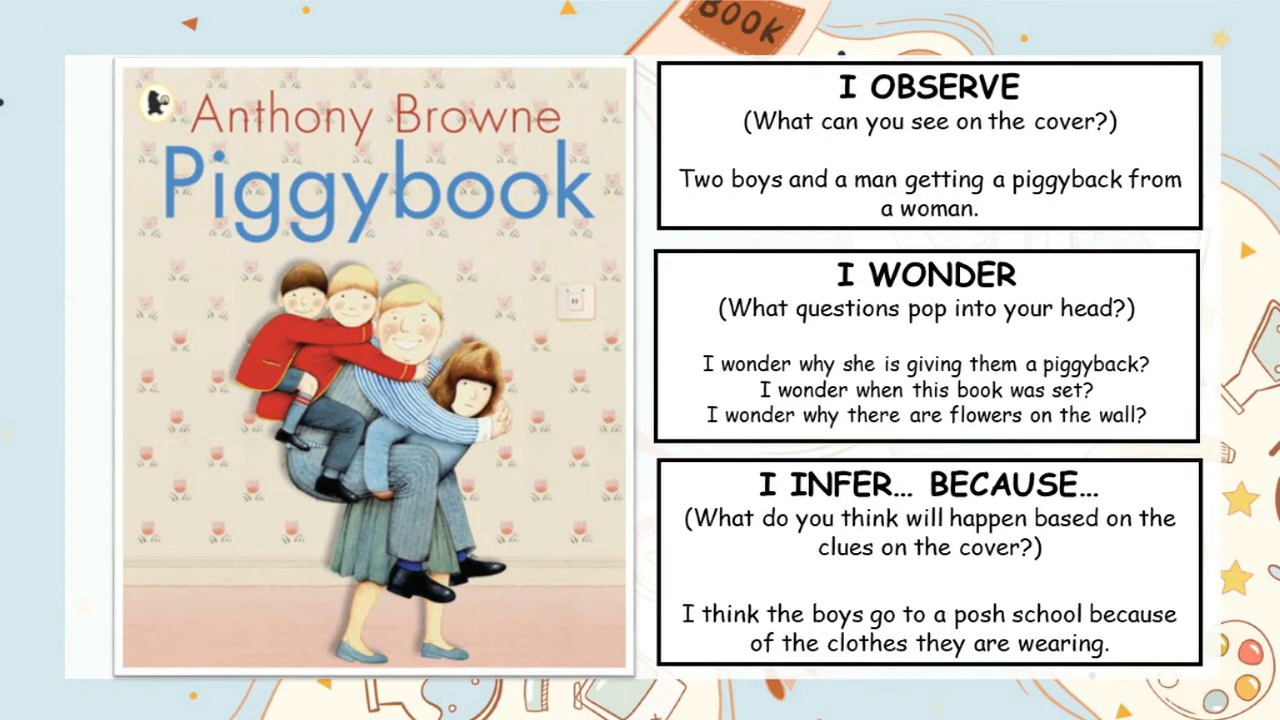 BOOK
Anthony Browne
Piggybook
I OBSERVE
(What can you see on the cover?)
Two boys and a man getting a piggyback from
a woman.
I WONDER
(What questions pop into your head?)
I wonder why she is giving them a piggyback?
I wonder when this book was set?
I wonder why there are flowers on the wall?
I INFER... BECAUSE...
(What do you think will happen based on the
clues on the cover?)
I think the boys go to a posh school because
of the clothes they are wearing.